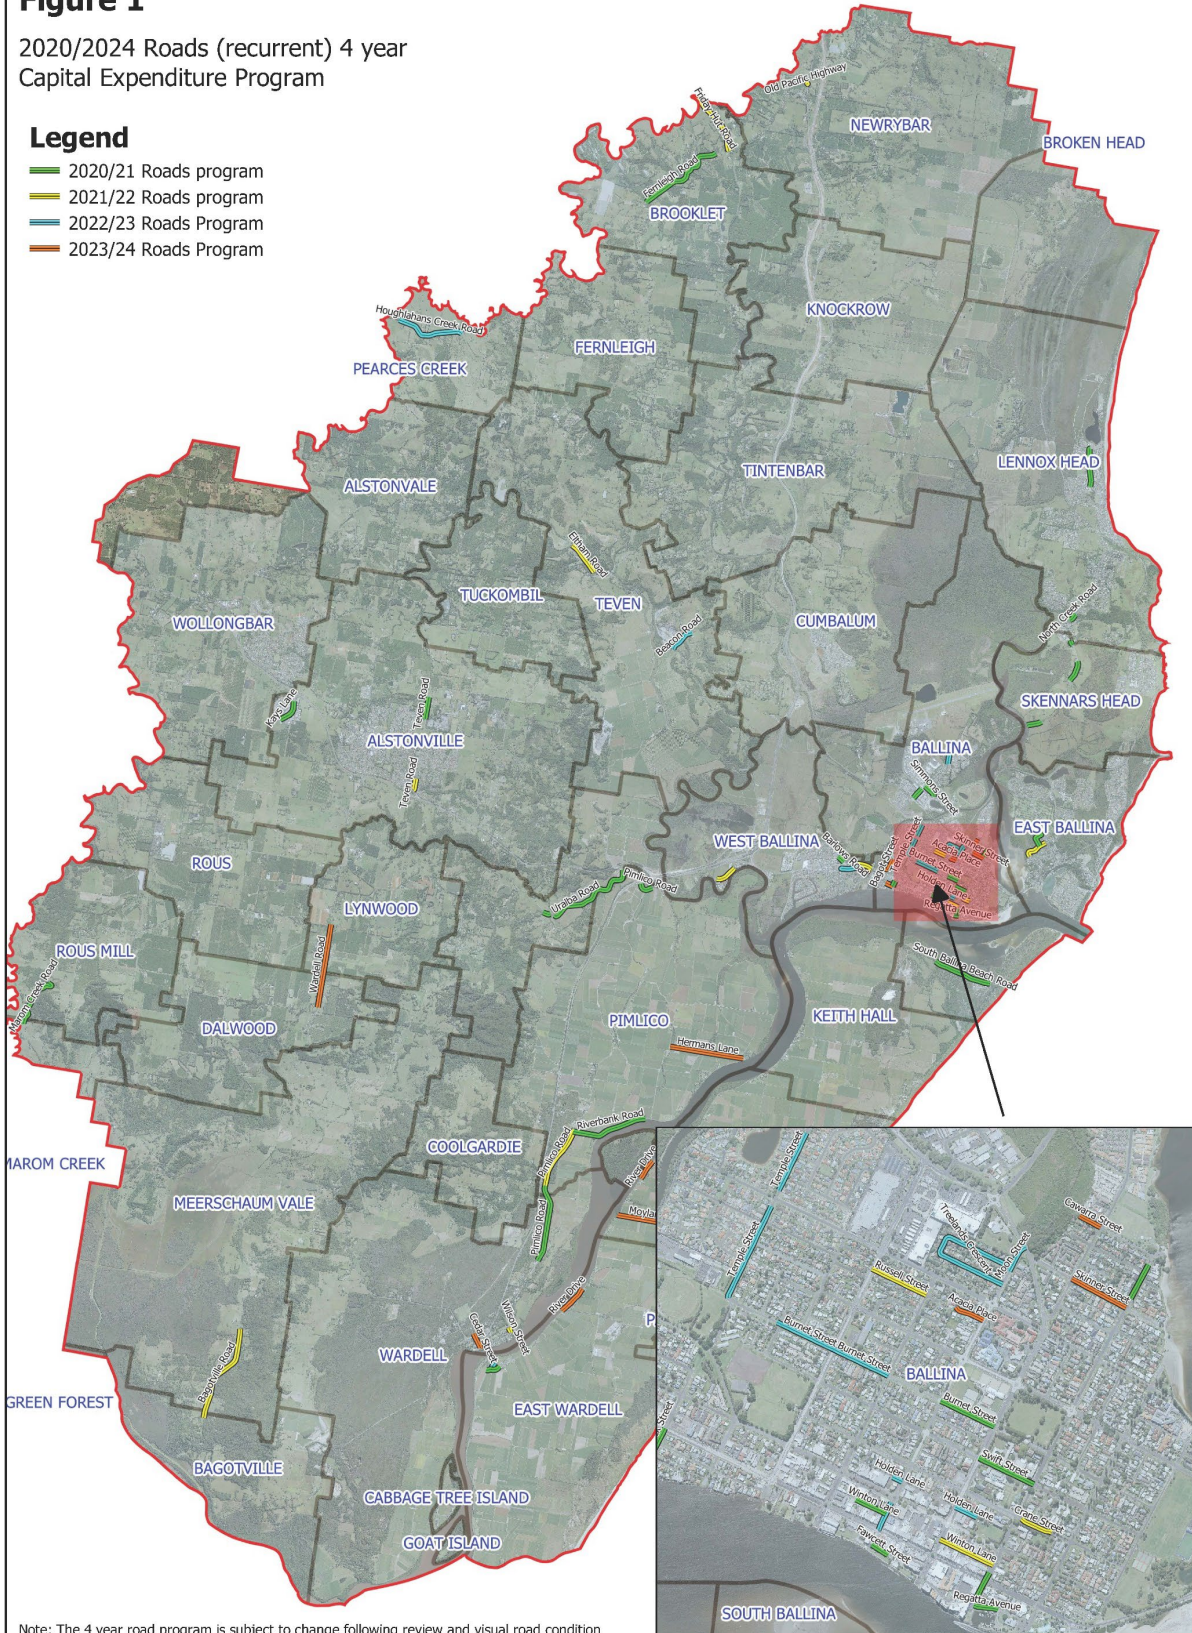 Figure 1
2020/2024 Roads (recurrent) 4 year
Capital Expenditure Program
Legend
2020/21 Roads program
2021/22 Roads program
2022/23 Roads Program
2023/24 Roads Program
Old Pacific Highway
Friday Hut Road
NEWRYBAR
BROKEN HEAD
Fernleigh Road
BROOKLET
Houghlahans Creek Road
KNOCKROW
FERNLEIGH
PEARCES CREEK
LENNOX HEAD
TINTENBAR
ALSTONVALE
Eltham Road
TUCKOMBIL
TEVEN
North Creek Road
WOLLONGBAR
CUMBALUM
Beacon Road
Kays Lane
Teven Road
SKENNARS HEAD
ALSTONVILLE
BALLINA
Teven Road
Simmons Street
EAST BALLINA
WEST BALLINA
Barlows Road
Bagot Street
Temple Street
Skinner Street
Acacia Place
Burnet Street
Holden Lane
Regatta Avenue
ROUS
Uralba Road
Pimlico Road
LYNWOOD
ROUS MILL
Wardell Road
South Ballina Beach Road
Marom Creek Road
DALWOOD
PIMLICO
KEITH HALL
Hermans Lane
Riverbank Road
COOLGARDIE
Pimlico Road
MAROM CREEK
River Drive
MEERSCHAUM VALE
Pimlico Road
Moyla
River Drive
Wilson Street
Cedar Street
P
WARDELL
Bagotville Road
GREEN FOREST
EAST WARDELL
BAGOTVILLE
CABBAGE TREE ISLAND
GOAT ISLAND
Temple Street
Cawarra Street
Treelands Crescent
Moon Street
Temple Street
Russell Street
Skinner Street
Acacia Place
Burnet Street Burnet Street
BALLINA
Burnet Street
Street
Swift Street
Holden Lane
Winton Lane
Holden Lane
Crane Street
Fawcett Street
Winton Lane
Regatta Avenue
SOUTH BALLINA
Note: The 4 year road program is subject to change following review and visual road condition